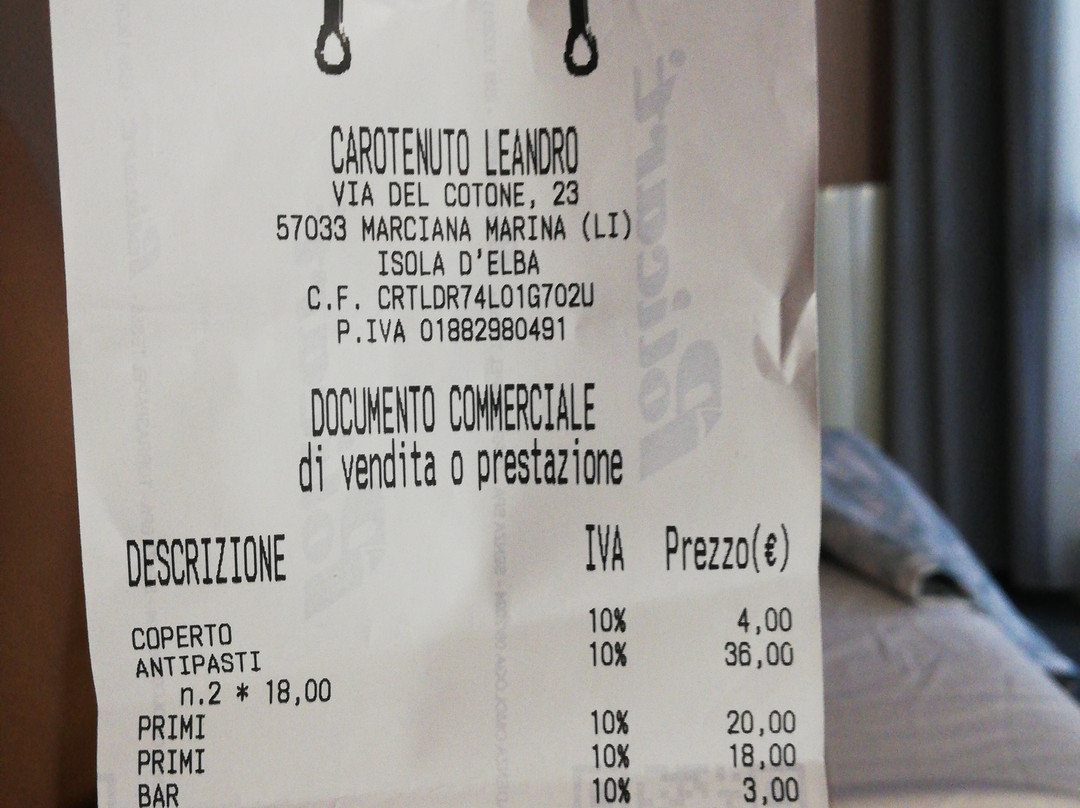 CAROTENUTO LEANDRO
VIA DEL COTONE, 23
57033 MARCIANA MARINA (LI)
ISOLA D'ELBA
C.F. CRTLDR74L01G702U
P.IVA 01882980491
DOCUMENTO COMMERCIALE
di vendita o prestazione
DESCRIZIONE IVA Prezzo(€)
COPERTO 10% 4,00
ANTIPASTI 10% 36,00
n.2 * 18,00
PRIMI 10% 20,00
PRIMI 10% 18,00
BAR 10% 3,00